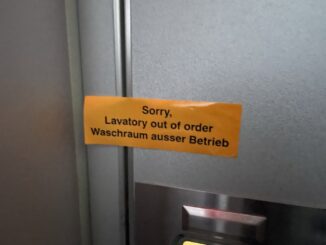 Sorry,
Lavatory out of order
Waschraum ausser Betrieb